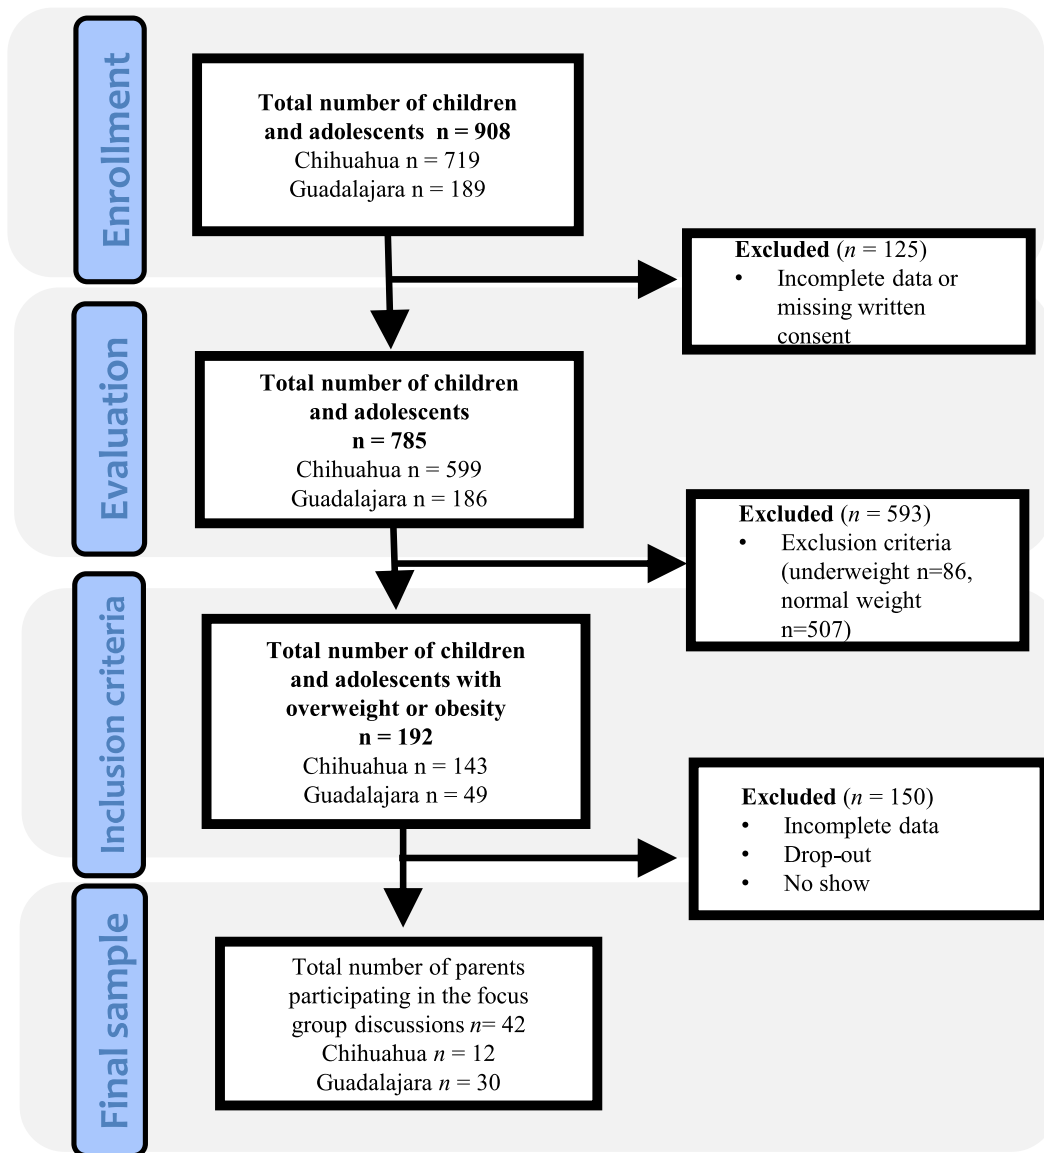 Enrollment
Total number of children
and adolescents n = 908
Chihuahua n = 719
Guadalajara n = 189
Excluded (n = 125)
• Incomplete data or
missing written
consent
Evaluation
Total number of children
and adolescents
n = 785
Chihuahua n = 599
Guadalajara n = 186
Excluded (n = 593)
• Exclusion criteria
(underweight n=86,
normal weight
n=507)
Inclusion criteria
Total number of children
and adolescents with
overweight or obesity
n = 192
Chihuahua n = 143
Guadalajara n = 49
Excluded (n = 150)
• Incomplete data
• Drop-out
• No show
Final sample
Total number of parents
participating in the focus
group discussions n= 42
Chihuahua n = 12
Guadalajara n = 30